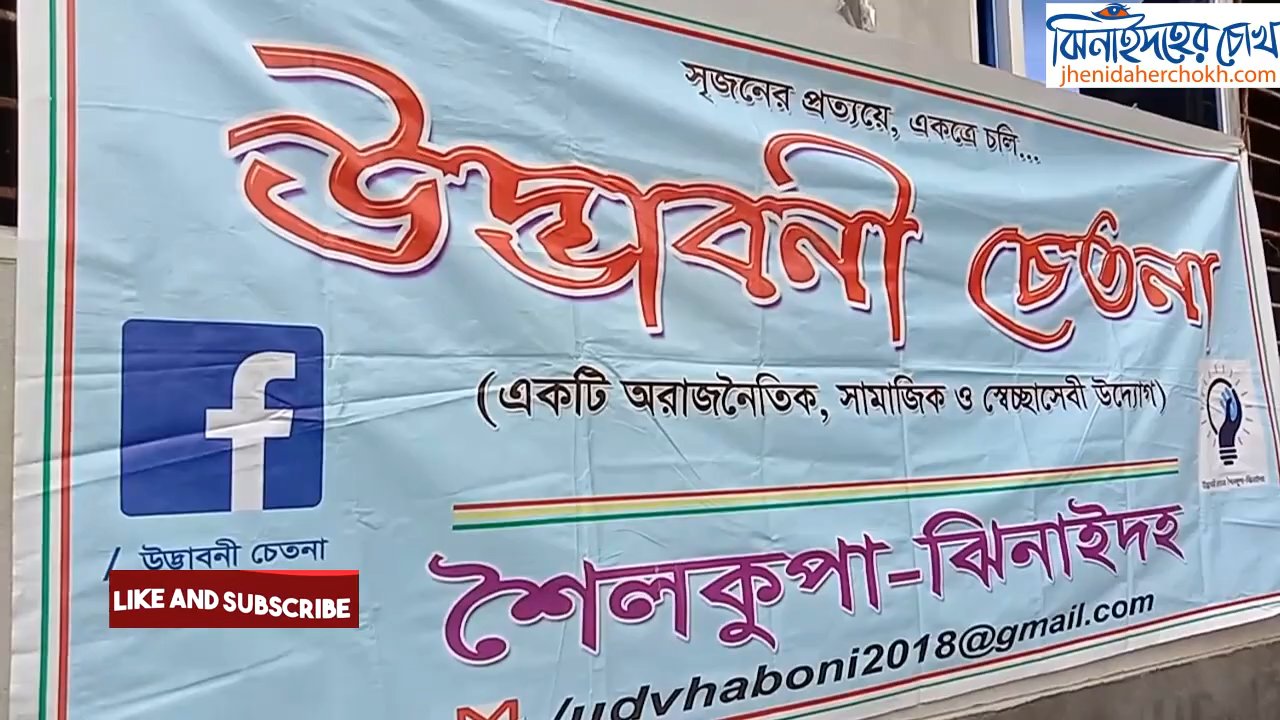 ঝিনাইদহের চোখ
jhenidaherchokh.com
সৃজনের প্রত্যয়ে, একত্রে চলি...
উদ্ভাবনী চেতনা
(একটি অরাজনৈতিক, সামাজিক ও স্বেচ্ছাসেবী উদ্যোগ)
f
/ উদ্ভাবনী চেতনা
LIKE AND SUBSCRIBE
শৈলকুপা-ঝিনাইদহ
/udvhaboni2018@gmail.com